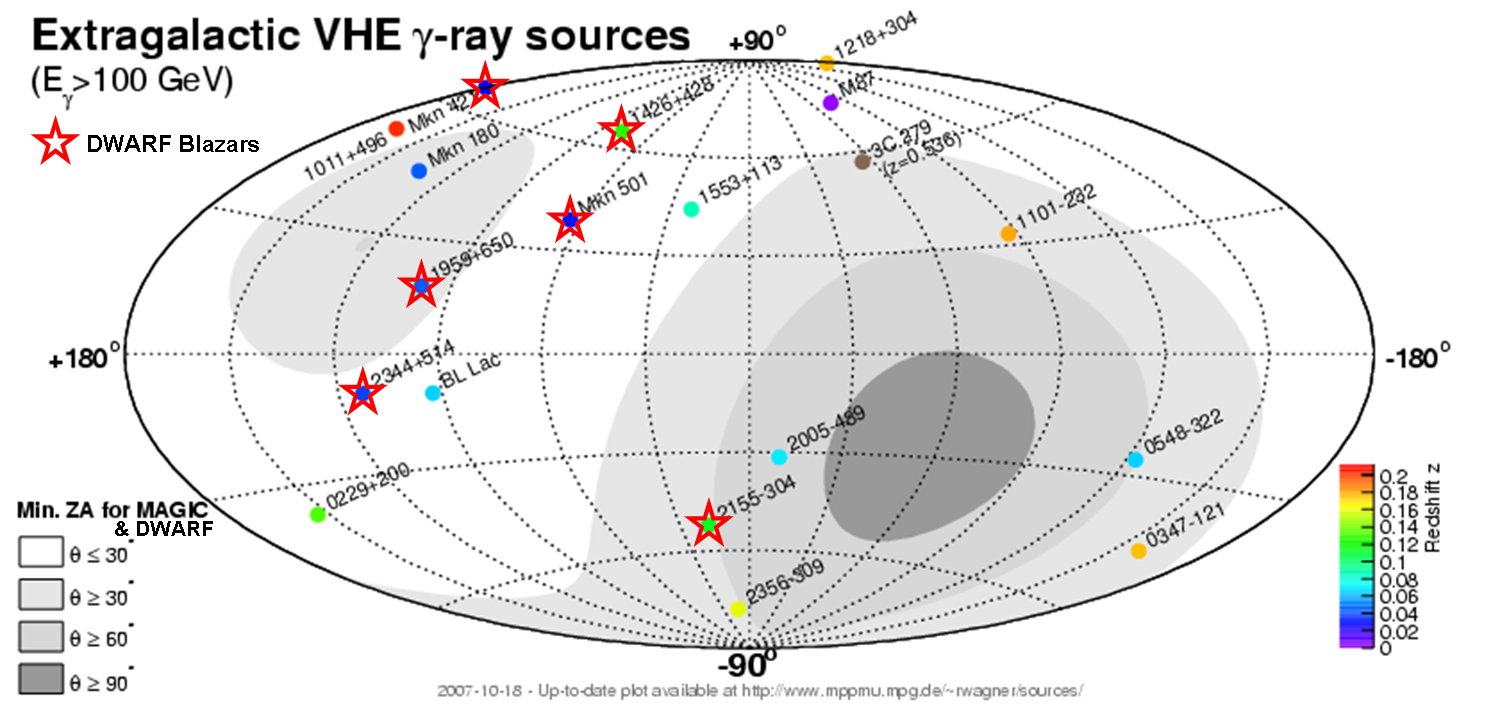 Extragalactic VHE γ-ray sources
(Eγ>100 GeV)
DWARF Blazars
+90°
1218+304
M87
Mkn 421
1426+428
1011+496
Mkn 180
3C 279
(z=0.536)
1553+113
Mkn 501
1101-232
1959+650
+180°
-180°
2344+514
BL Lac
2005-489
0548-322
0229+200
2155-304
0347-121
2356-309
-90°
Min. ZA for MAGIC
& DWARF
θ ≤ 30
θ ≥ 30
θ ≥ 60
θ ≥ 90
0.2
0.18
0.16
0.14
0.12
0.1
0.08
0.06
0.04
0.02
0
Redshift z
2007-10-18 - Up-to-date plot available at http://www.mppmu.mpg.de/~rwagner/sources/